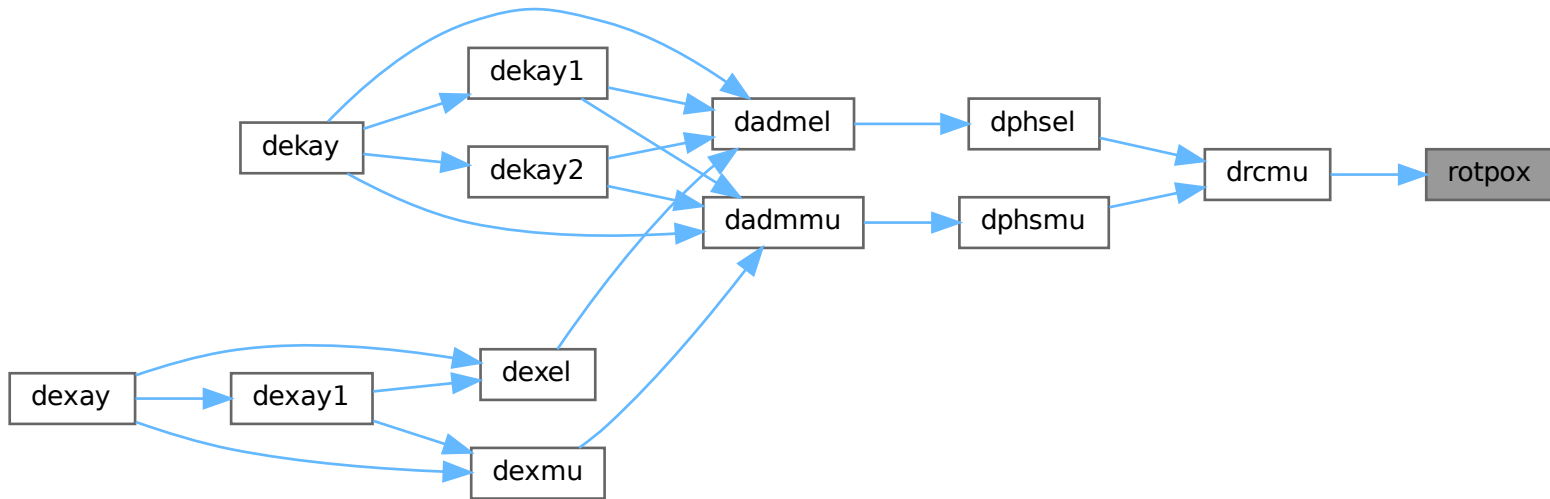 dekay1
dadmel
dphsel
dekay
dekay2
drcmu
rotpox
dadmmu
dphsmu
dexel
dexay
dexay1
dexmu